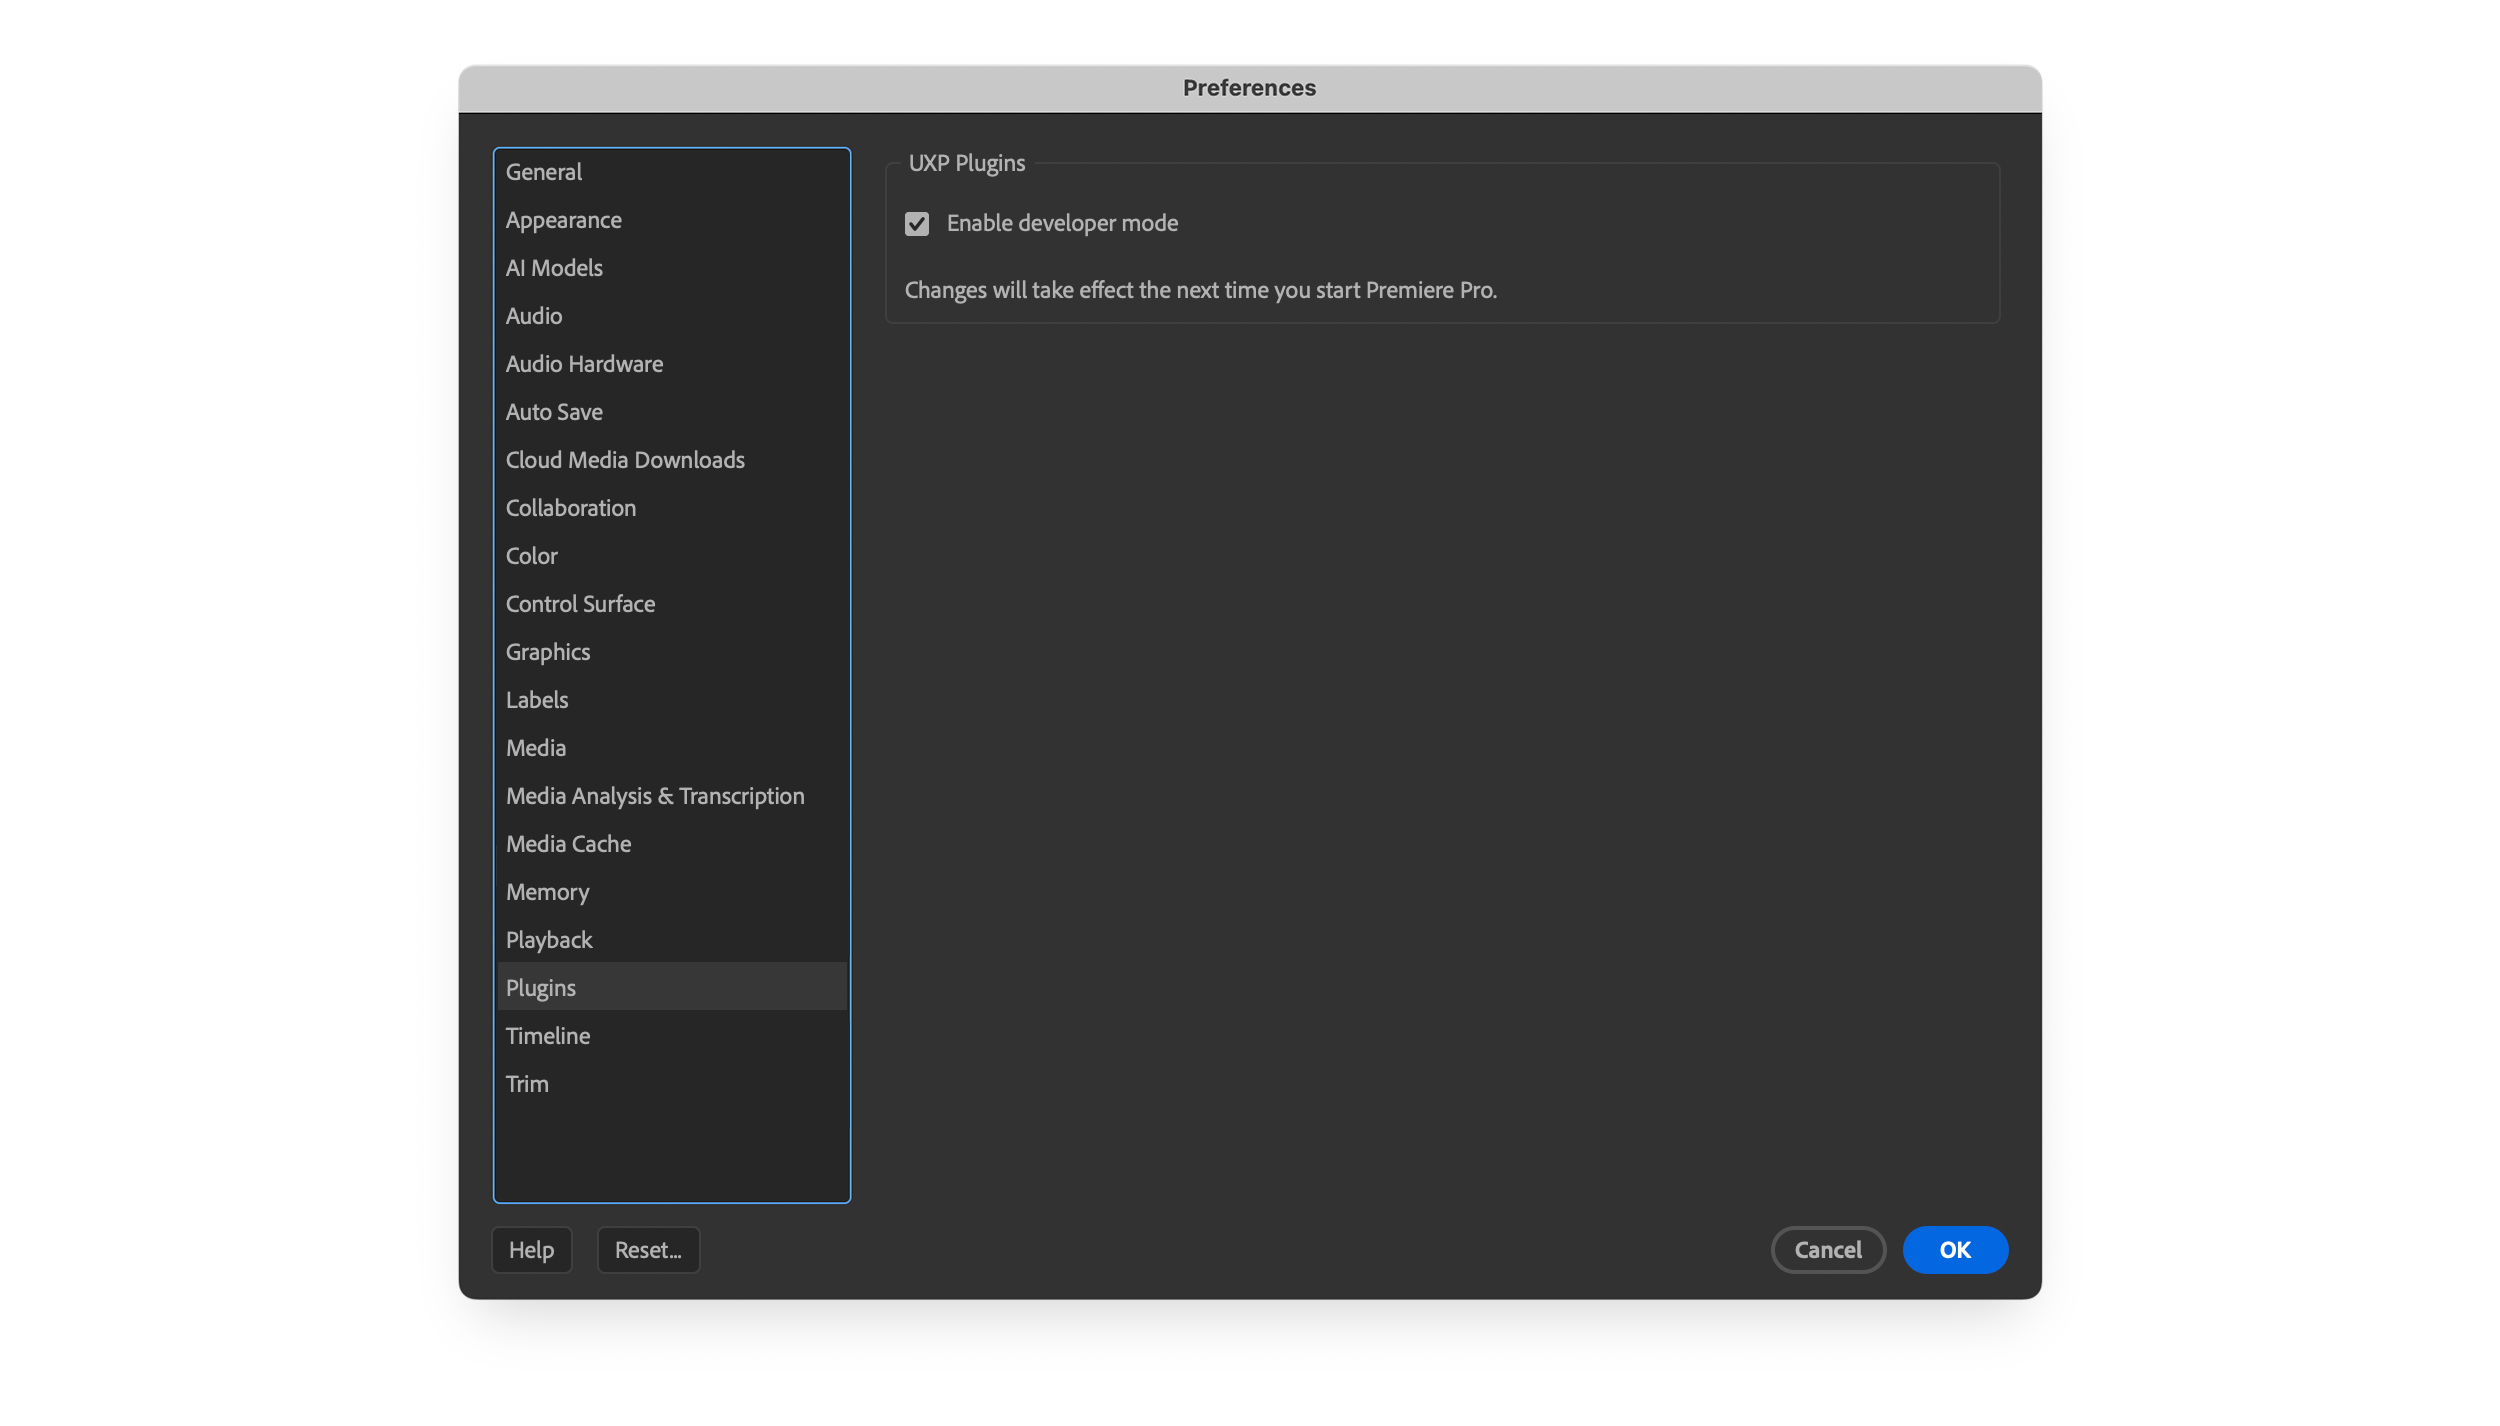 Preferences
General
Appearance
AI Models
Audio
Audio Hardware
Auto Save
Cloud Media Downloads
Collaboration
Color
Control Surface
Graphics
Labels
Media
Media Analysis & Transcription
Media Cache
Memory
Playback
Plugins
Timeline
Trim
UXP Plugins
Enable developer mode
Changes will take effect the next time you start Premiere Pro.
Help
Reset...
Cancel
OK